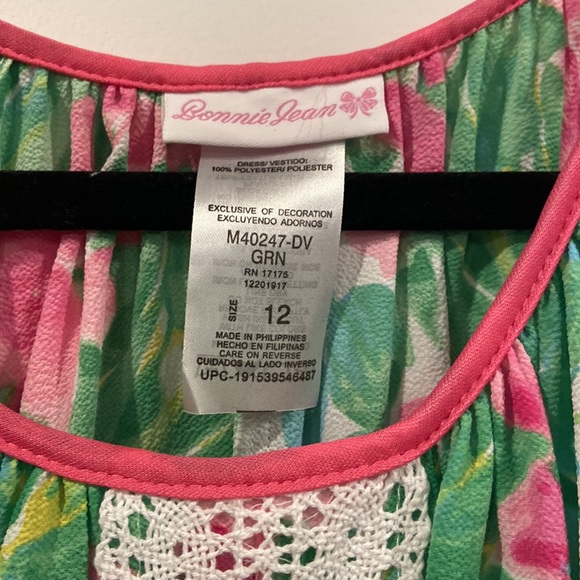 Bonnie Jean
DRESS/VESTIDO:
100% POLYESTER/POLIESTER
EXCLUSIVE OF DECORATION
EXCLUYENDO ADORNOS
M40247-DV
GRN
RN 17175
12201917
SIZE 12
MADE IN PHILIPPINES
HECHO EN FILIPINAS
CARE ON REVERSE
CUIDADOS AL LADO INVERSO
UPC-191539546487